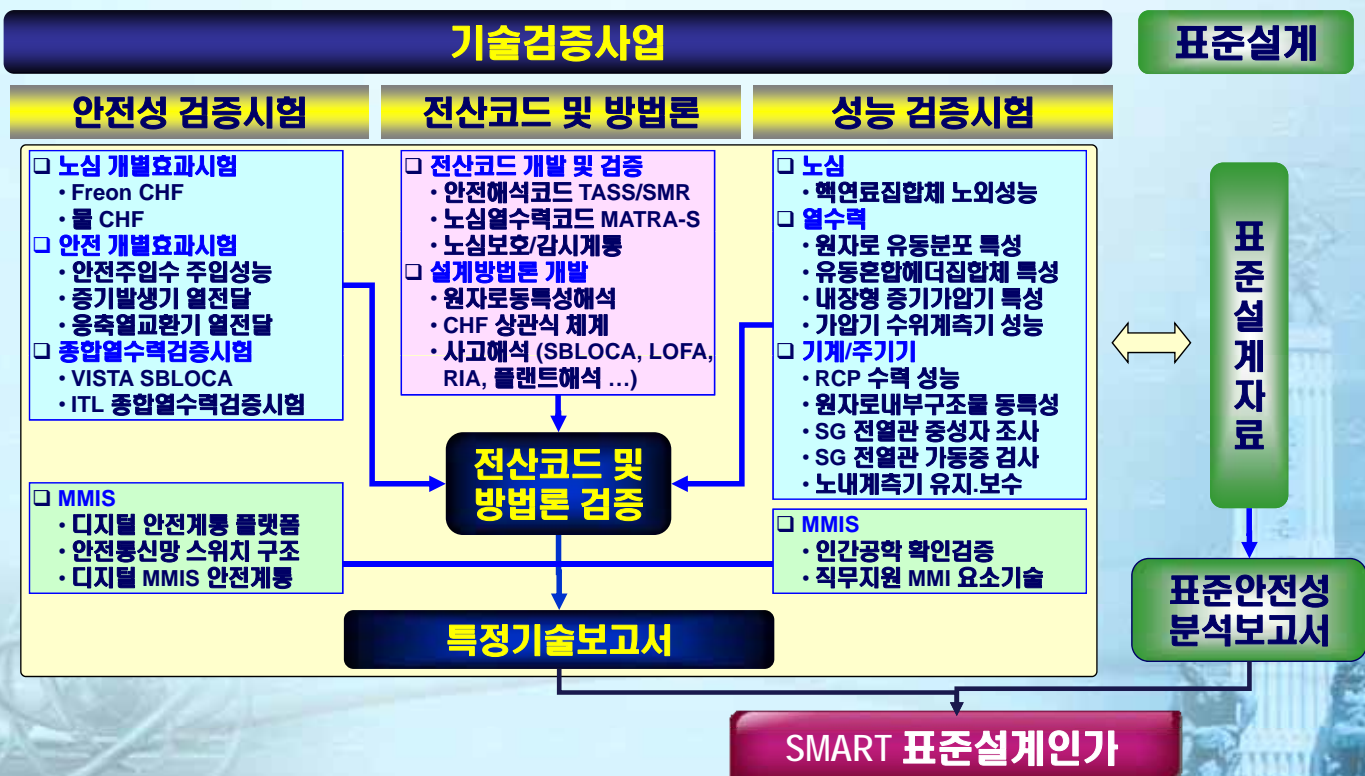 기술검증사업
표준설계
안전성 검증시험
전산코드 및 방법론
성능 검증시험
❑ 노심 개별효과시험
• Freon CHF
• 물 CHF
❑ 안전 개별효과시험
• 안전주입수 주입성능
• 증기발생기 열전달
• 응축열교환기 열전달
❑ 종합열수력검증시험
• VISTA SBLOCA
• ITL 종합열수력검증시험
❑ MMIS
• 디지털 안전계통 플랫폼
• 안전통신망 스위치 구조
• 디지털 MMIS 안전계통
❑ 전산코드 개발 및 검증
• 안전해석코드 TASS/SMR
• 노심열수력코드 MATRA-S
• 노심보호/감시계통
❑ 설계방법론 개발
• 원자로동특성해석
• CHF 상관식 체계
• 사고해석 (SBLOCA, LOFA,
RIA, 플랜트해석 …)
전산코드 및
방법론 검증
특정기술보고서
❑ 노심
• 핵연료집합체 노외성능
❑ 열수력
• 원자로 유동분포 특성
• 유동혼합헤더집합체 특성
• 내장형 증기가압기 특성
• 가압기 수위계측기 성능
❑ 기계/주기기
• RCP 수력 성능
• 원자로내부구조물 동특성
• SG 전열관 중성자 조사
• SG 전열관 가동중 검사
• 노내계측기 유지.보수
❑ MMIS
• 인간공학 확인검증
• 직무지원 MMI 요소기술
표
준
설
계
자
료
표준안전성
분석보고서
SMART 표준설계인가